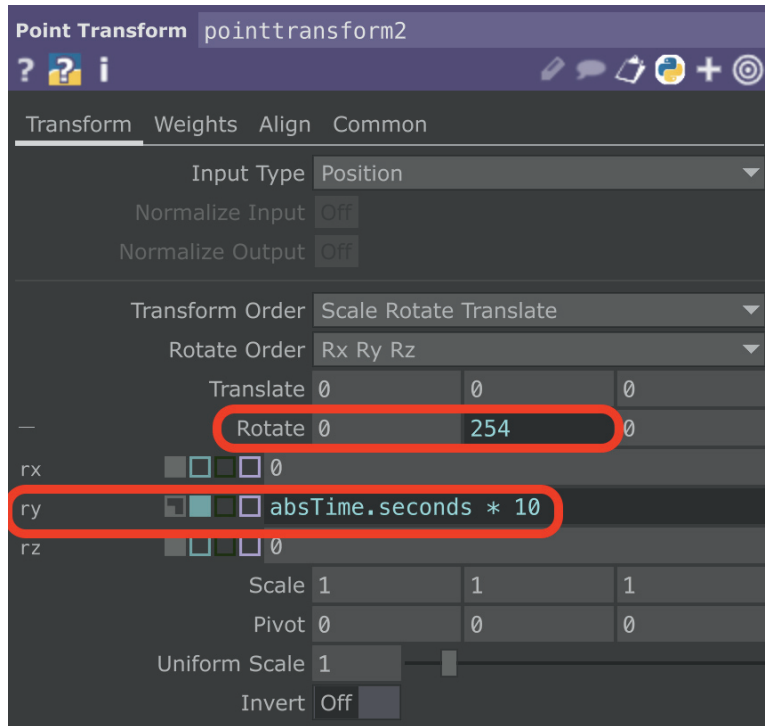 Point Transform pointtransform2
? ? i
Transform Weights Align Common
Input Type Position
Normalize Input Off
Normalize Output Off
Transform Order Scale Rotate Translate
Rotate Order Rx Ry Rz
Translate 0 0 0
Rotate 0 254 0
rx 0
ry absTime.seconds * 10
rz 0
Scale 1 1 1
Pivot 0 0 0
Uniform Scale 1
Invert Off